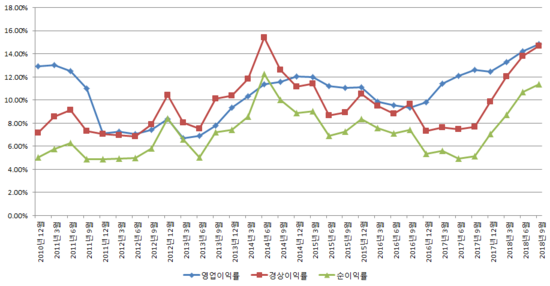 18.00%
16.00%
14.00%
12.00%
10.00%
8.00%
6.00%
4.00%
2.00%
0.00%
2010년 12월
2011년 3월
2011년 6월
2011년 9월
2011년 12월
2012년 3월
2012년 6월
2012년 9월
2012년 12월
2013년 3월
2013년 6월
2013년 9월
2013년 12월
2014년 3월
2014년 6월
2014년 9월
2014년 12월
2015년 3월
2015년 6월
2015년 9월
2015년 12월
2016년 3월
2016년 6월
2016년 9월
2016년 12월
2017년 3월
2017년 6월
2017년 9월
2017년 12월
2018년 3월
2018년 6월
2018년 9월
영업이익률 경상이익률 순이익률